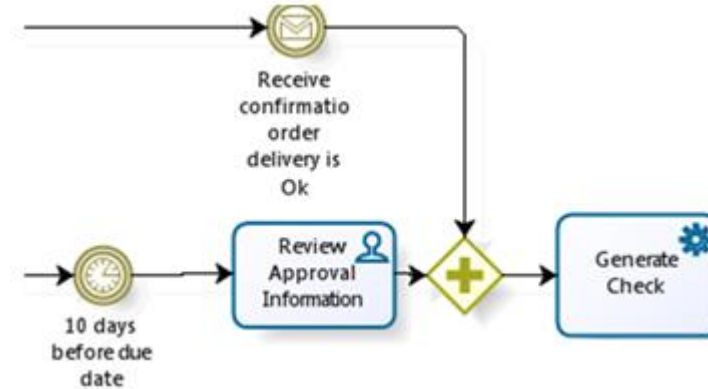 Receive
confirmatio
order
delivery is
Ok
Review
Approval
Information
Generate
Check
10 days
before due
date